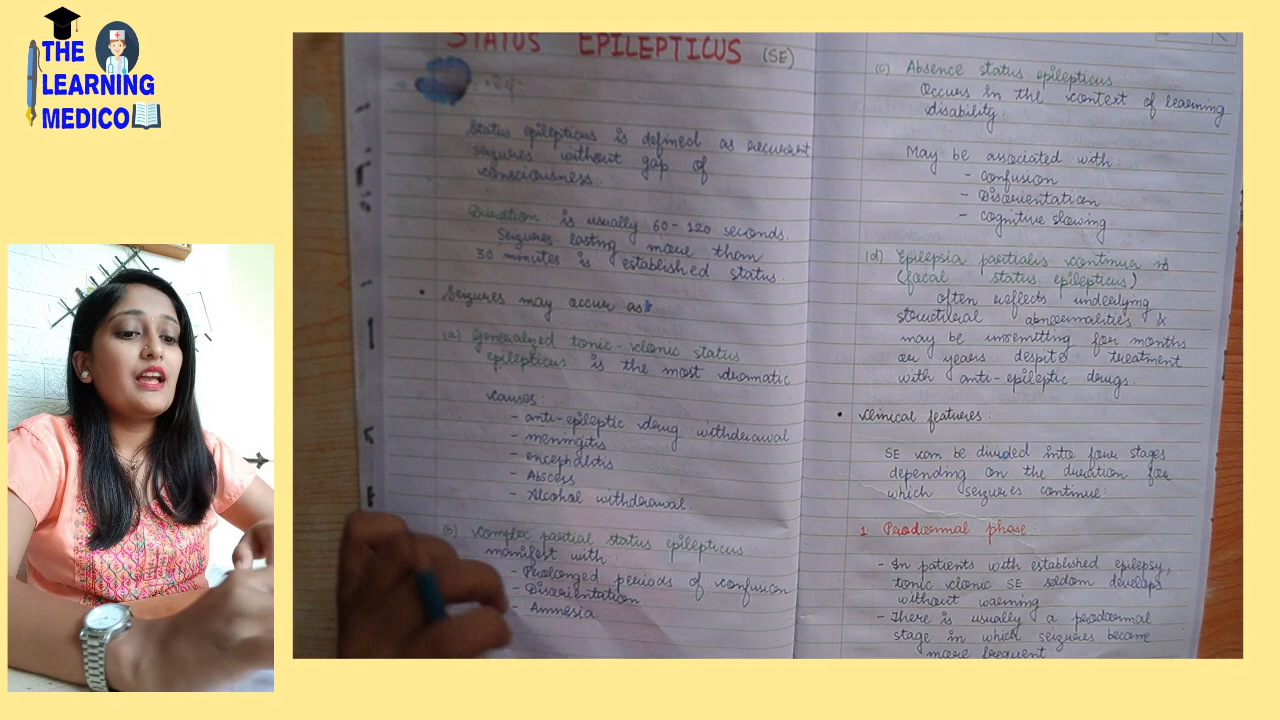 THE
LEARNING
MEDICO
STATUS EPILEPTICUS (SE)
Status epilepticus is defined as recurrent
seizures without gap of
consciousness.
Duration: is usually 60-120 seconds.
Seizures lasting more than
30 minutes is established status.
• Seizures may occur as
(a) Generalized tonic-clonic status
epilepticus is the most dramatic
causes:
- anti-epileptic drug withdrawal
- meningitis
- encephalitis
- Abscess
- Alcohol withdrawal.
(b) Complex partial status epilepticus
manifest with:
- Prolonged periods of confusion
- Disorientation
- Amnesia
(c) Absence status epilepticus
Occurs in the context of learning
disability
May be associated with:
- confusion
- Disorientation
- cognitive slowing.
(d) Epilepsia partialis continua is
(focal status epilepticus)
often reflects underlying
structural abnormalities &
may be unremitting for months
or years despite treatment
with anti-epileptic drugs.
• Clinical features:
SE can be divided into four stages
depending on the duration for
which seizures continue:
1. Prodormal phase:
- In patients with established epilepsy,
tonic clonic SE seldom develops
without warning
- There is usually a prodormal
stage in which seizures become
more frequent.